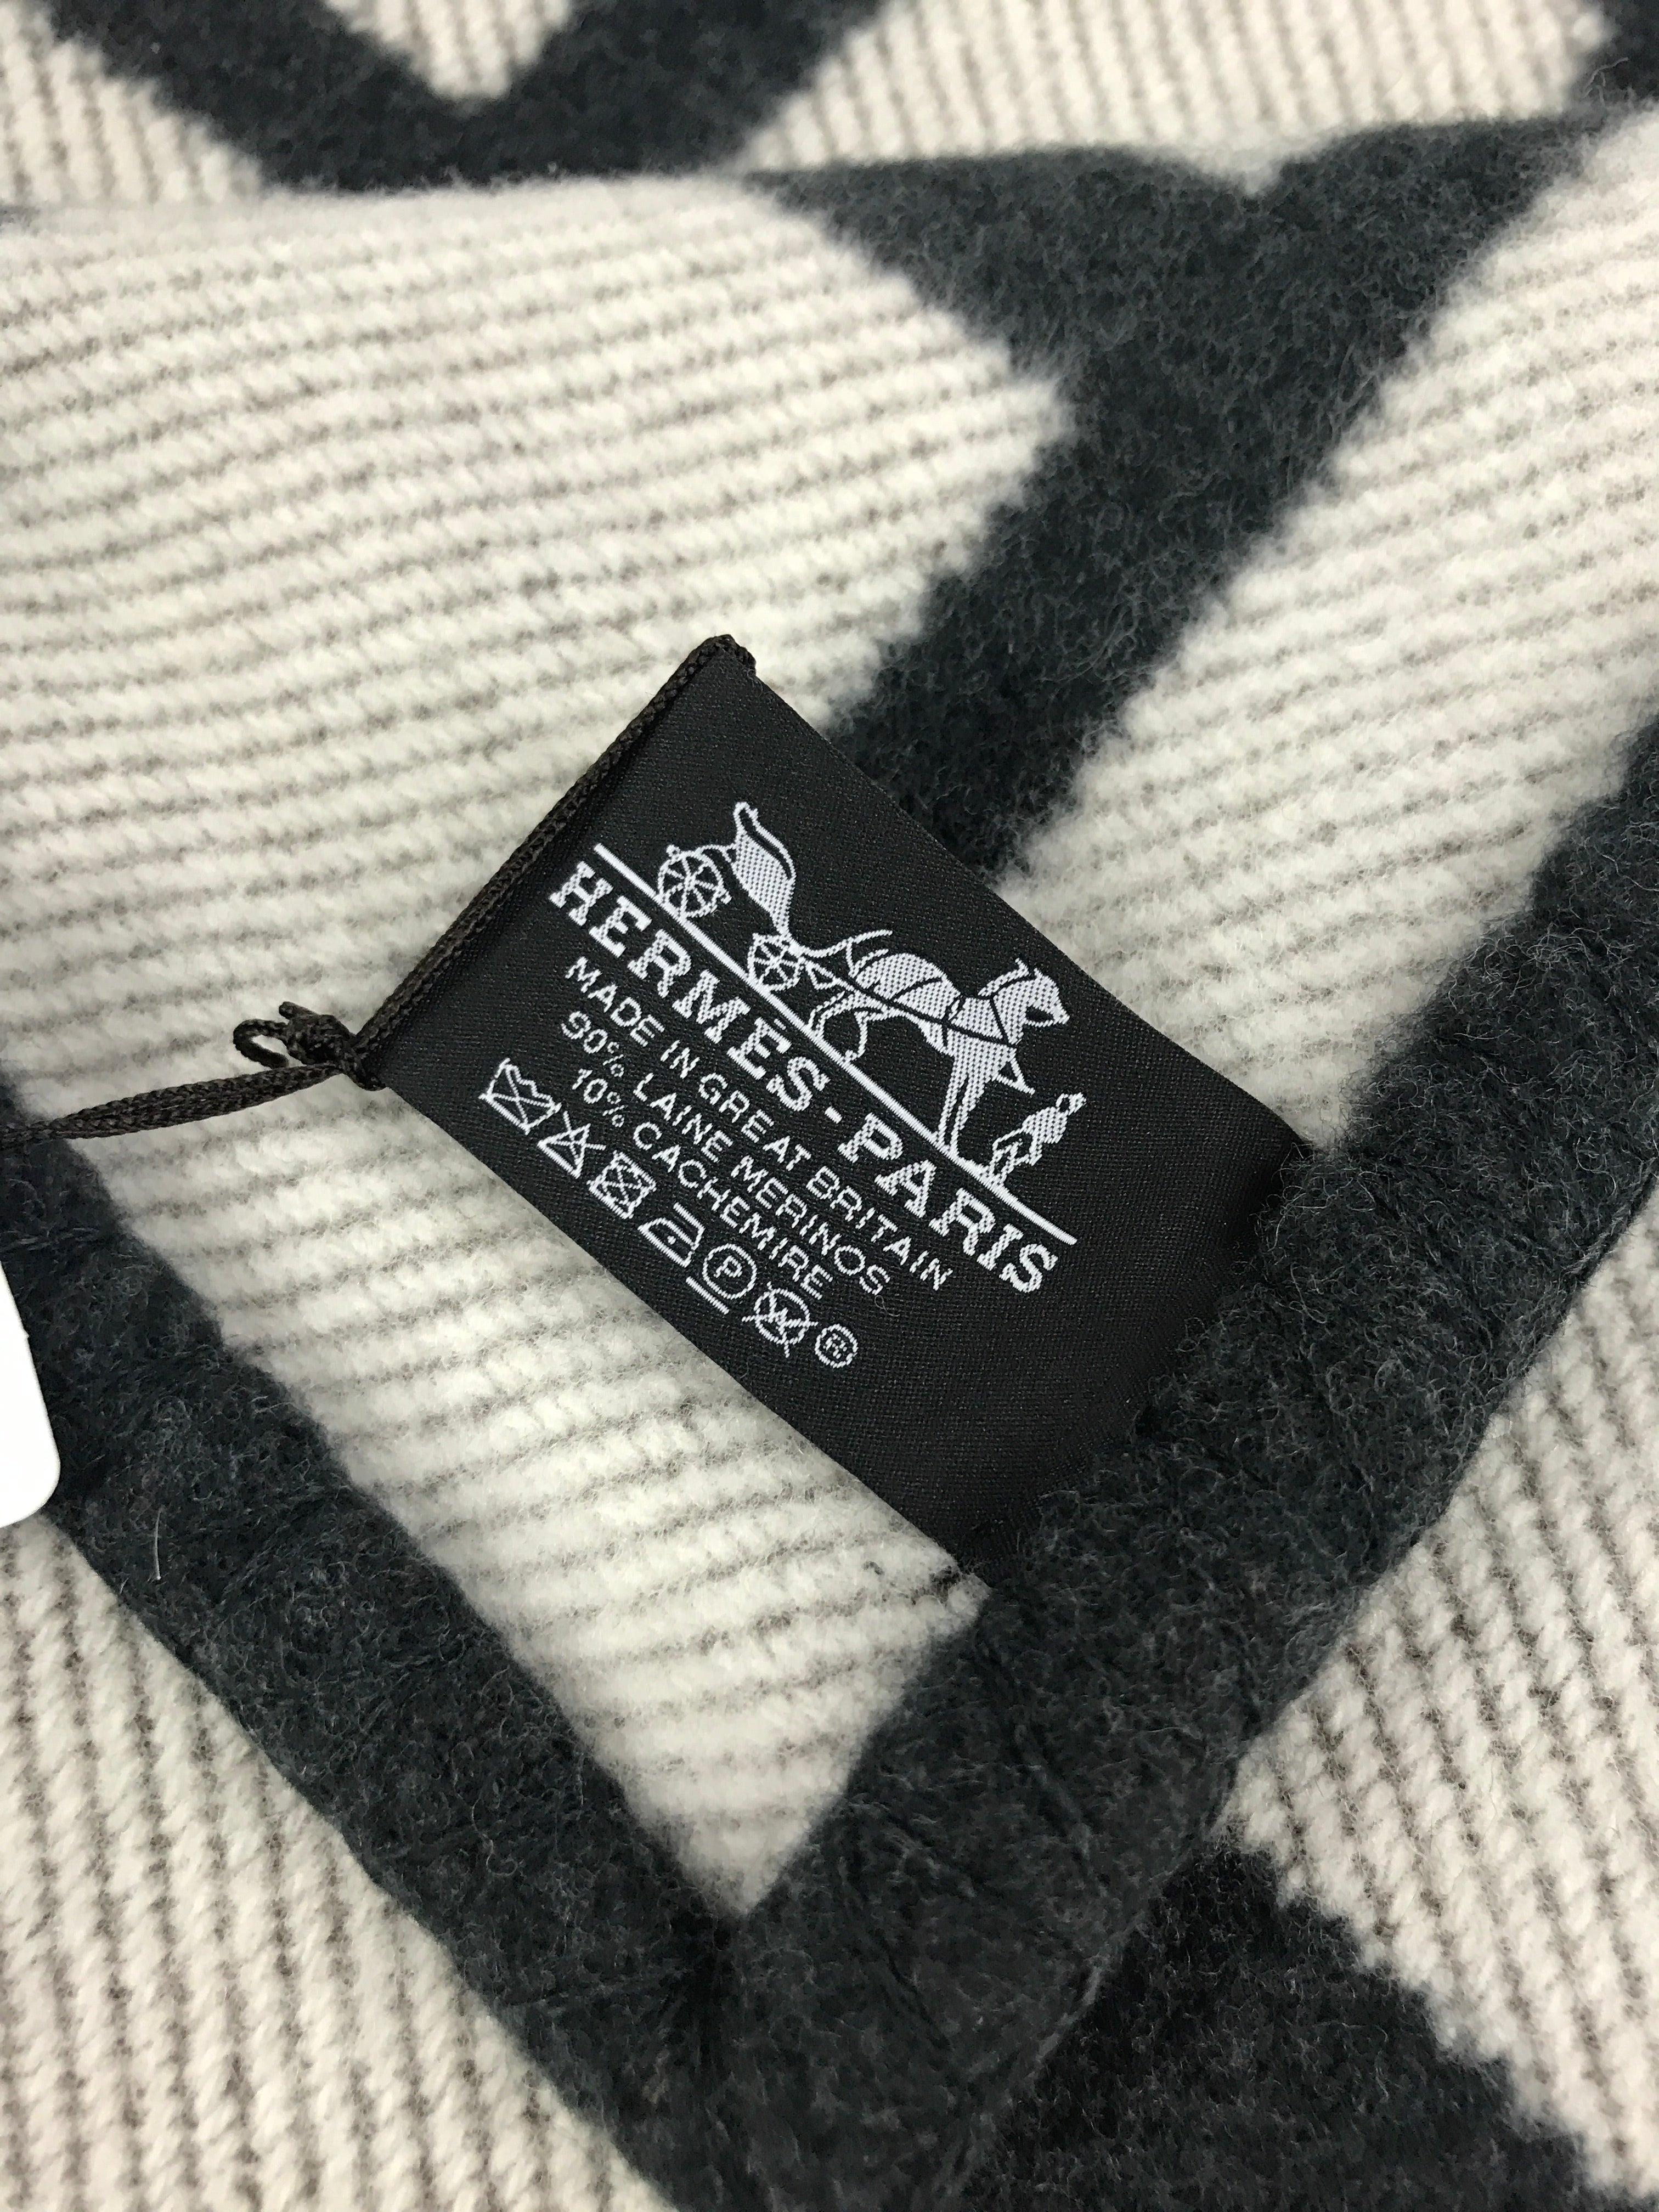 HERMÈS-PARIS
MADE IN GREAT BRITAIN
90% LAINE MERINOS
10% CACHEMIRE
P
®